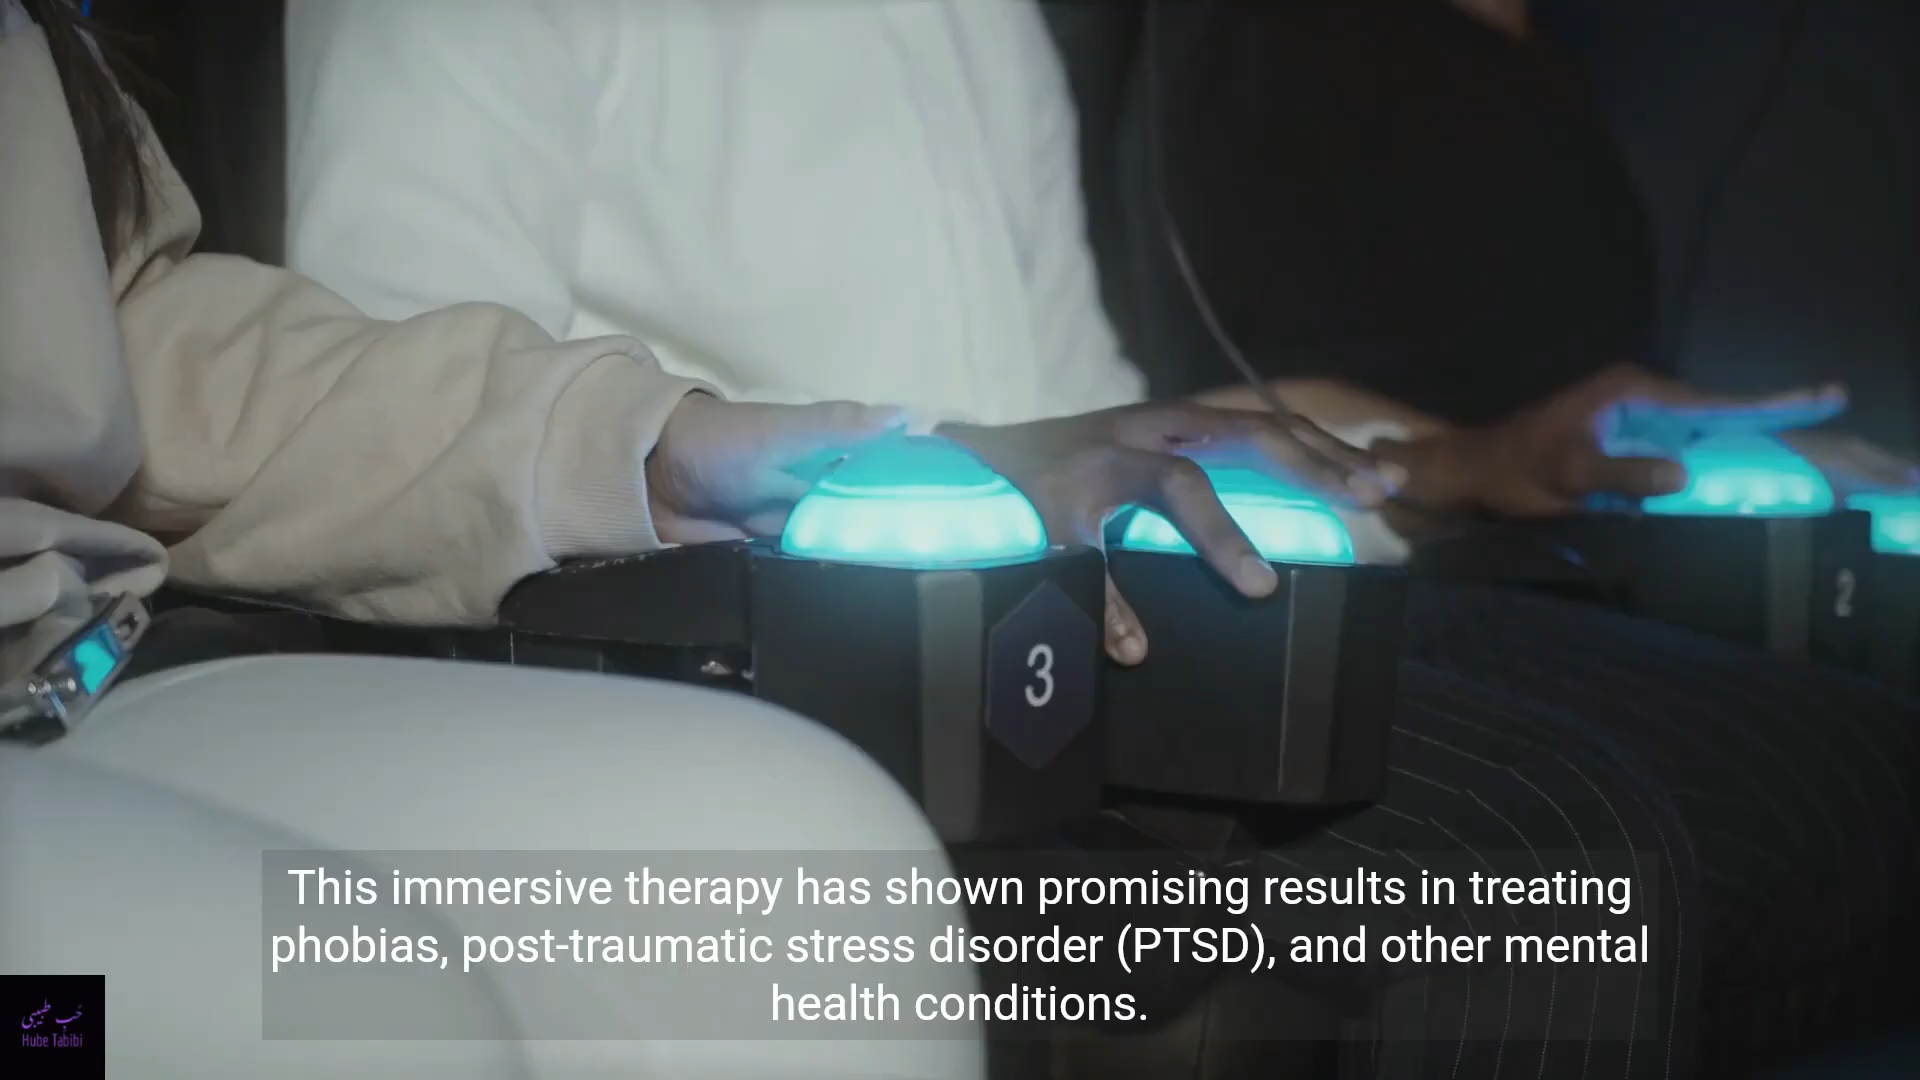 3
2
This immersive therapy has shown promising results in treating
phobias, post-traumatic stress disorder (PTSD), and other mental
health conditions.
حُب طبيبي
Hube Tabibi